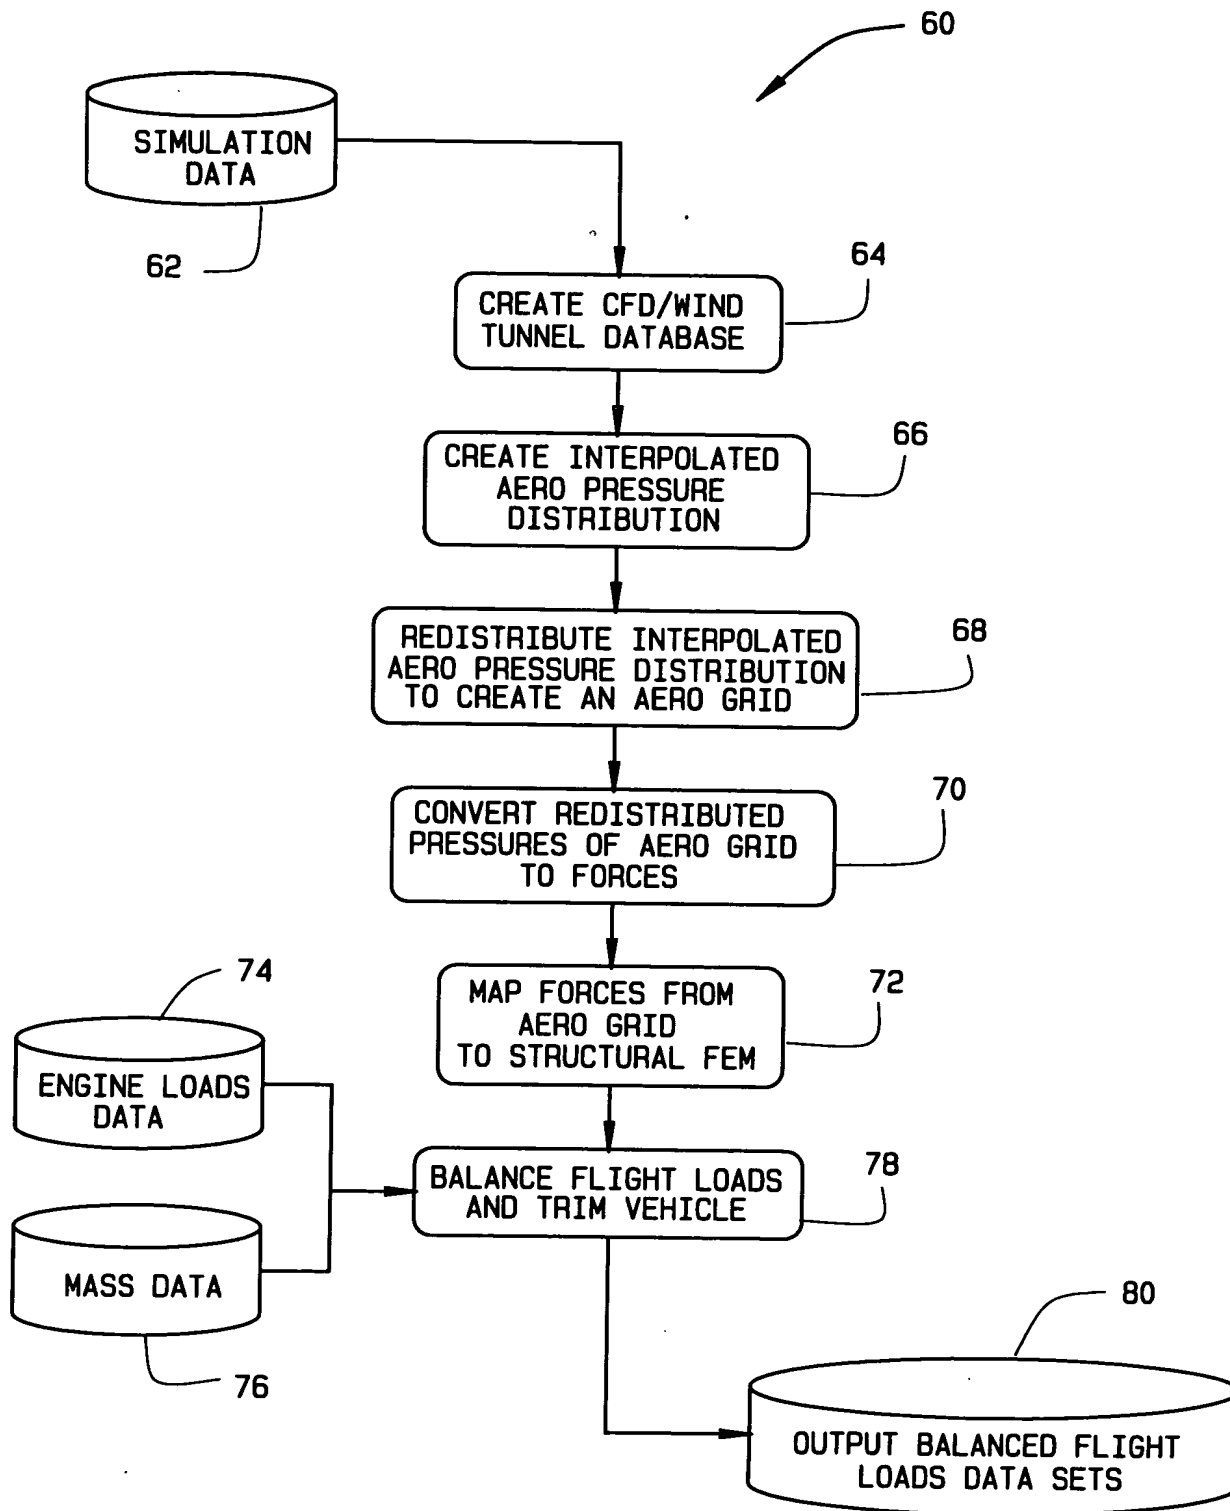 60
SIMULATION
DATA
62
64
CREATE CFD/WIND
TUNNEL DATABASE
66
CREATE INTERPOLATED
AERO PRESSURE
DISTRIBUTION
68
REDISTRIBUTE INTERPOLATED
AERO PRESSURE DISTRIBUTION
TO CREATE AN AERO GRID
70
CONVERT REDISTRIBUTED
PRESSURES OF AERO GRID
TO FORCES
72
MAP FORCES FROM
AERO GRID
TO STRUCTURAL FEM
74
ENGINE LOADS
DATA
78
BALANCE FLIGHT LOADS
AND TRIM VEHICLE
MASS DATA
76
80
OUTPUT BALANCED FLIGHT
LOADS DATA SETS